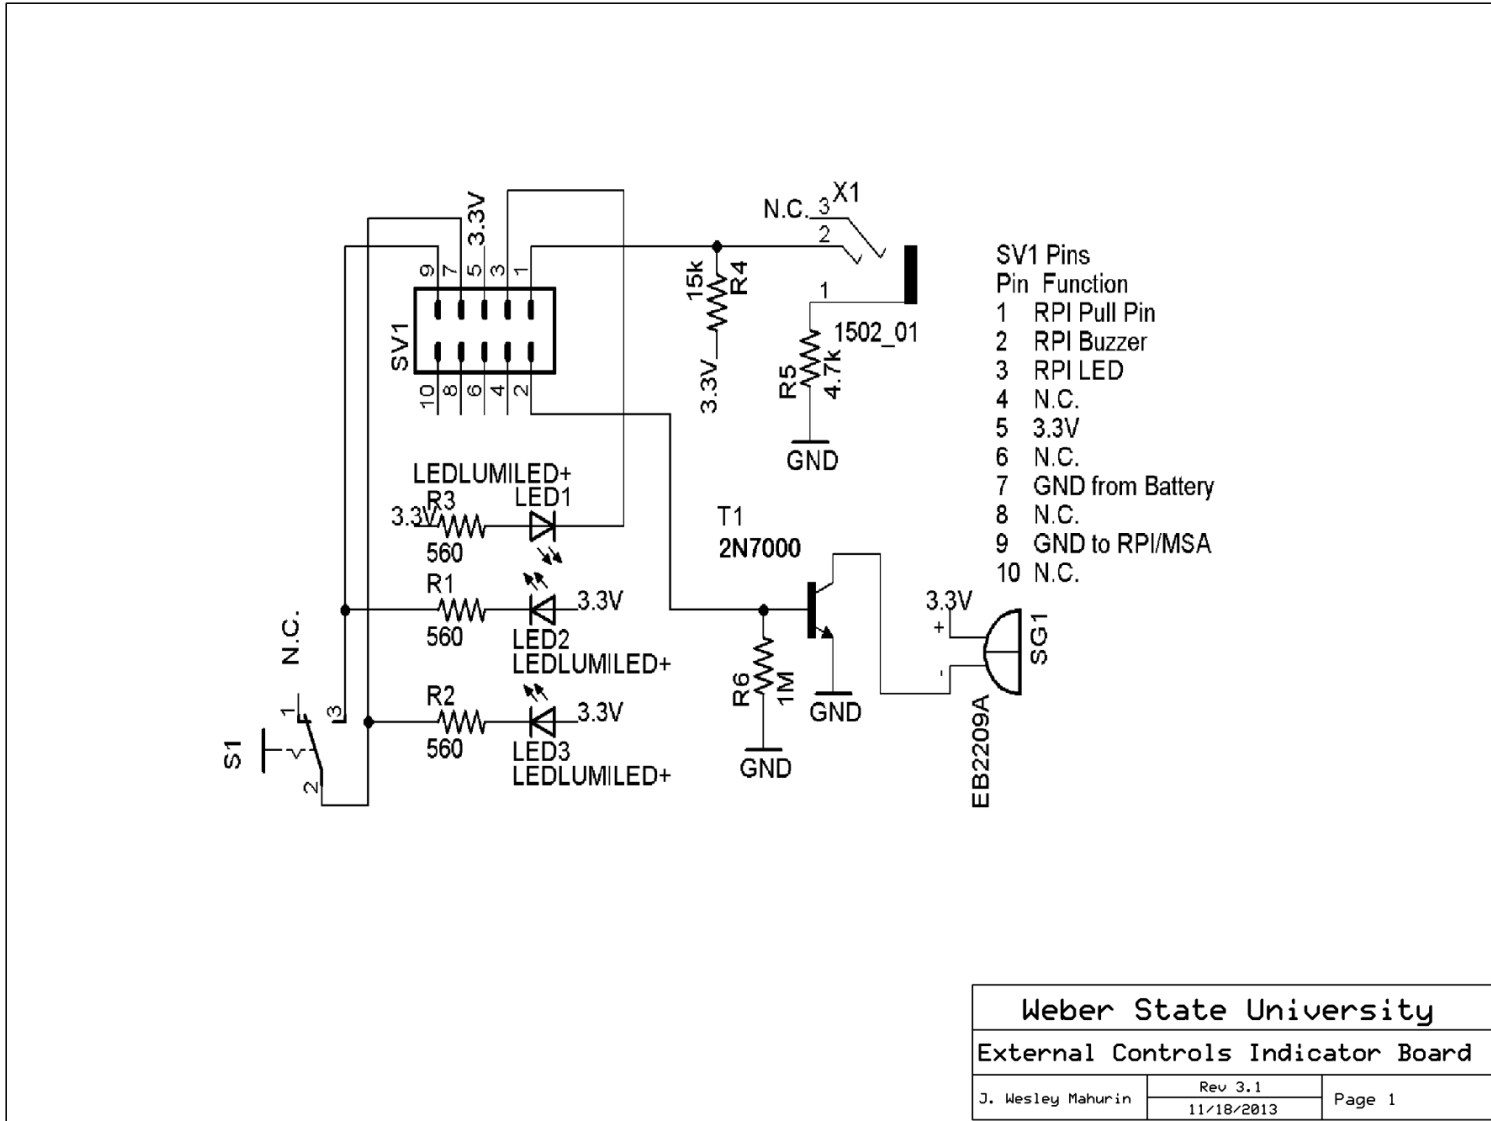 X1
N.C. 3
2
3.3V
9 7 5 3 1
SV1
10 8 6 4 2
15k
R4
3.3V
1
1502_01
R5
4.7k
GND
SV1 Pins
Pin Function
1 RPI Pull Pin
2 RPI Buzzer
3 RPI LED
4 N.C.
5 3.3V
6 N.C.
7 GND from Battery
8 N.C.
9 GND to RPI/MSA
10 N.C.
LEDLUMILED+
R3 LED1
3.3V
560
R1
3.3V
560 LED2
LEDLUMILED+
R2
3.3V
560 LED3
LEDLUMILED+
N.C.
1 3
S1
2
T1
2N7000
R6
1M
GND
GND
3.3V
+
-
SG1
EB2209A
Weber State University
External Controls Indicator Board
J. Wesley Mahurin
Rev 3.1
11/18/2013
Page 1